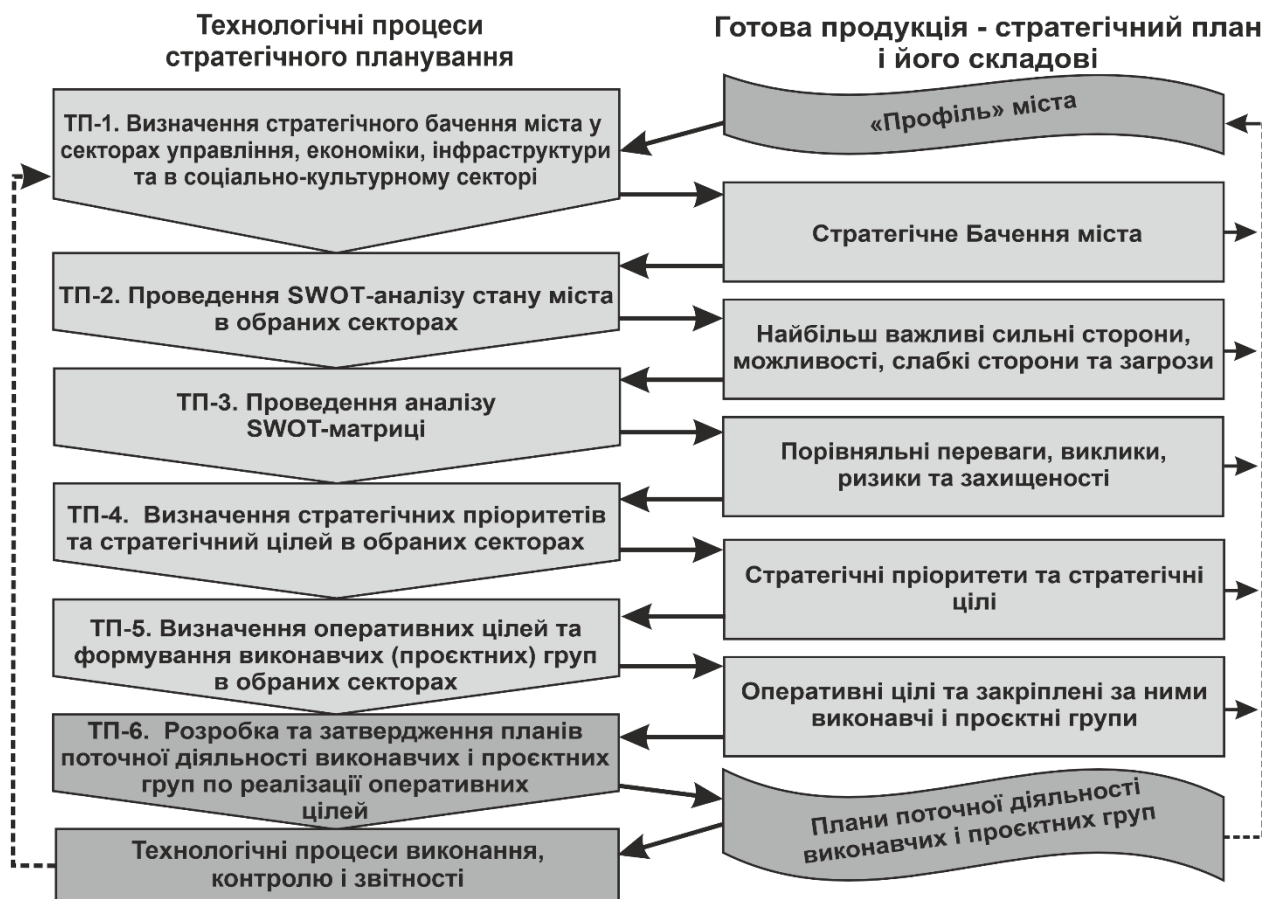 Технологічні процеси
стратегічного планування
Готова продукція - стратегічний план
і його складові
ТП-1. Визначення стратегічного бачення міста у
секторах управління, економіки, інфраструктури
та в соціально-культурному секторі
«Профіль» міста
Стратегічне Бачення міста
ТП-2. Проведення SWOT-аналізу стану міста
в обраних секторах
Найбільш важливі сильні сторони,
можливості, слабкі сторони та загрози
ТП-3. Проведення аналізу
SWOT-матриці
Порівняльні переваги, виклики,
ризики та захищеності
ТП-4. Визначення стратегічних пріоритетів
та стратегічний цілей в обраних секторах
Стратегічні пріоритети та стратегічні
цілі
ТП-5. Визначення оперативних цілей та
формування виконавчих (проєктних) груп
в обраних секторах
Оперативні цілі та закріплені за ними
виконавчі і проєктні групи
ТП-6. Розробка та затвердження планів
поточної діяльності виконавчих і проєктних
груп по реалізації оперативних
цілей
Плани поточної діяльності
виконавчих і проєктних груп
Технологічні процеси виконання,
контролю і звітності